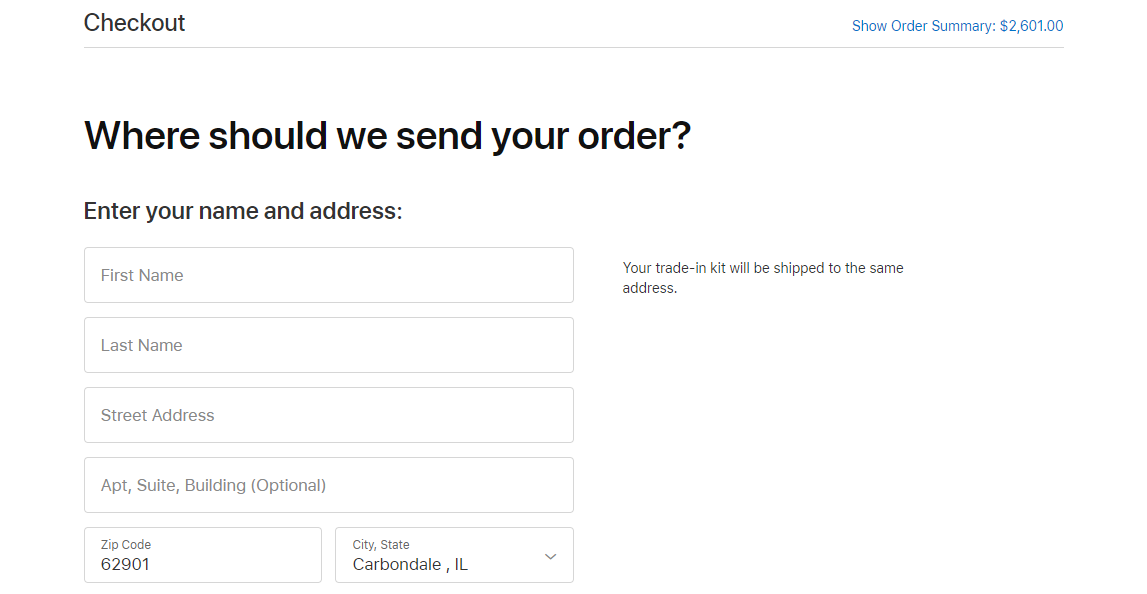 Checkout
Show Order Summary: $2,601.00
Where should we send your order?
Enter your name and address:
First Name
Your trade-in kit will be shipped to the same
address.
Last Name
Street Address
Apt, Suite, Building (Optional)
Zip Code
62901
City, State
Carbondale , IL